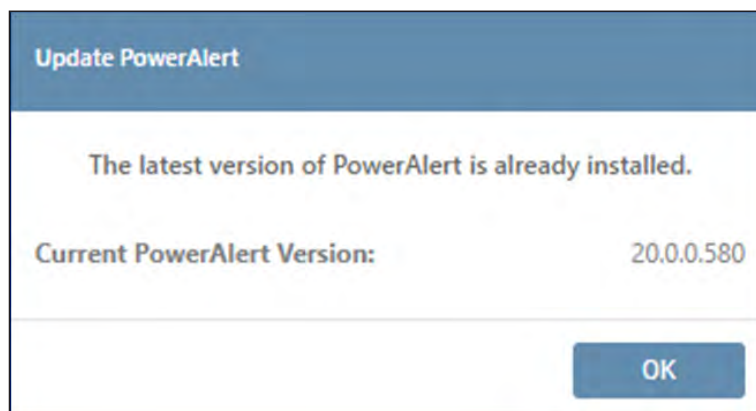 Update PowerAlert
The latest version of PowerAlert is already installed.
Current PowerAlert Version: 20.0.0.580
OK